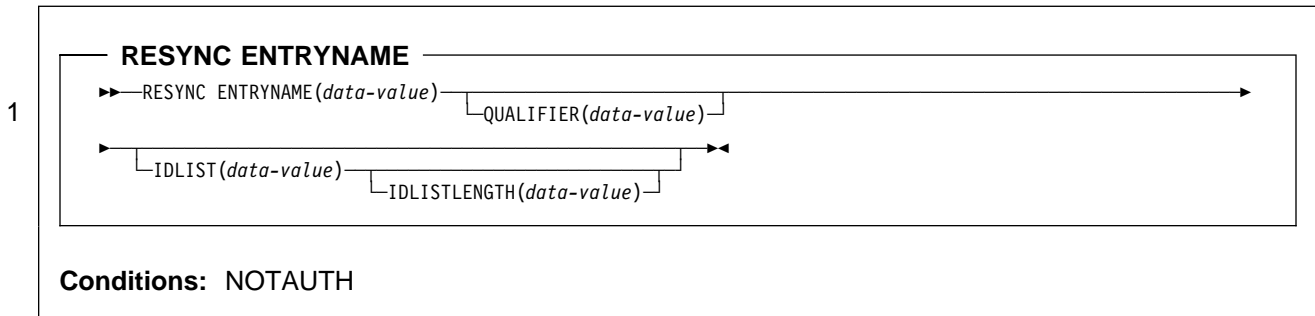 RESYNC ENTRYNAME
RESYNC ENTRYNAME(data-value)
QUALIFIER(data-value)
1
IDLIST(data-value)
IDLISTLENGTH(data-value)
Conditions: NOTAUTH